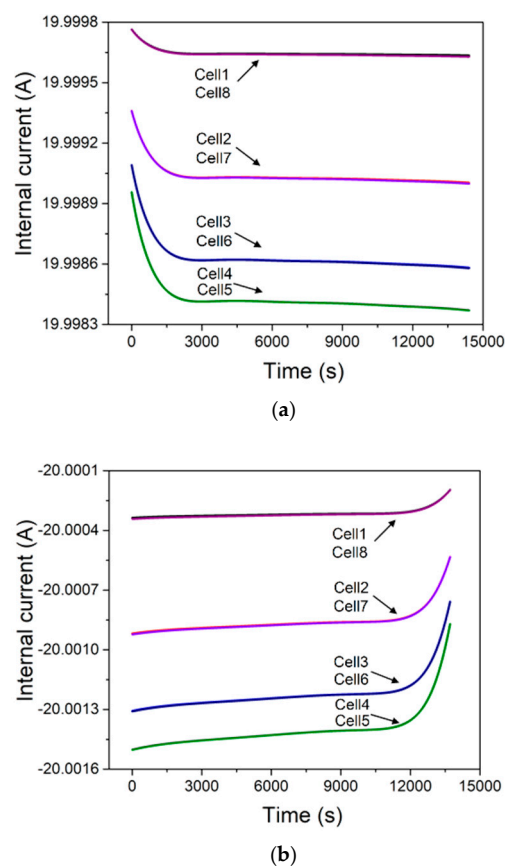 19.9998
19.9995
19.9992
19.9989
19.9986
19.9983
Internal current (A)
Cell1
Cell8
Cell2
Cell7
Cell3
Cell6
Cell4
Cell5
0 3000 6000 9000 12000 15000
Time (s)
(a)
-20.0001
-20.0004
-20.0007
-20.0010
-20.0013
-20.0016
Internal current (A)
Cell1
Cell8
Cell2
Cell7
Cell3
Cell6
Cell4
Cell5
0 3000 6000 9000 12000 15000
Time (s)
(b)